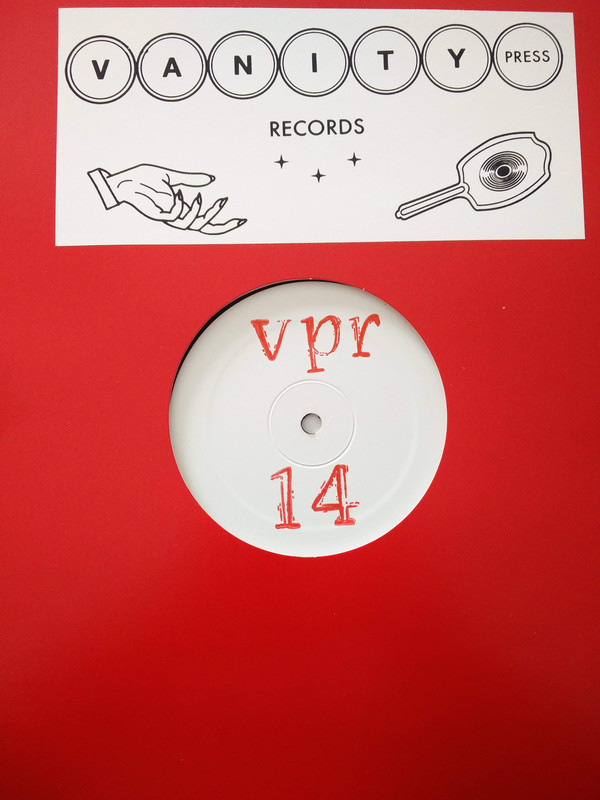 VANITY PRESS
RECORDS
vpr
14